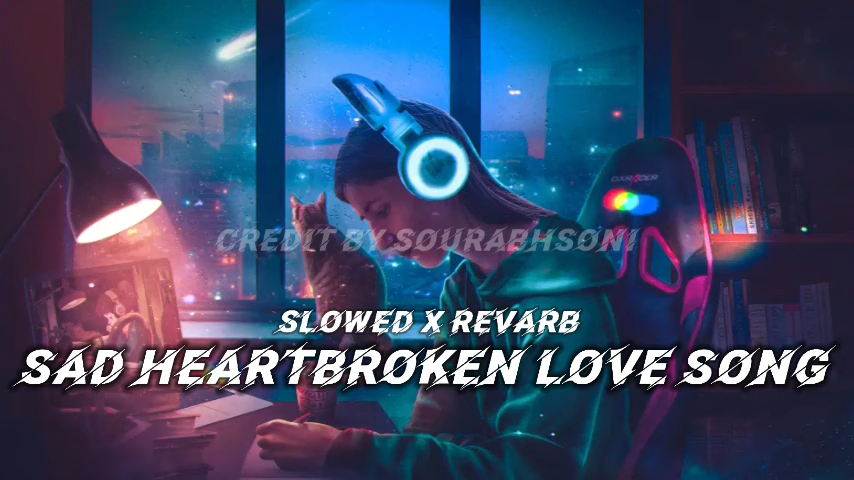 CREDIT BY SOURABHSONI
SLOWED X REVARB
SAD HEARTBROKEN LOVE SONG